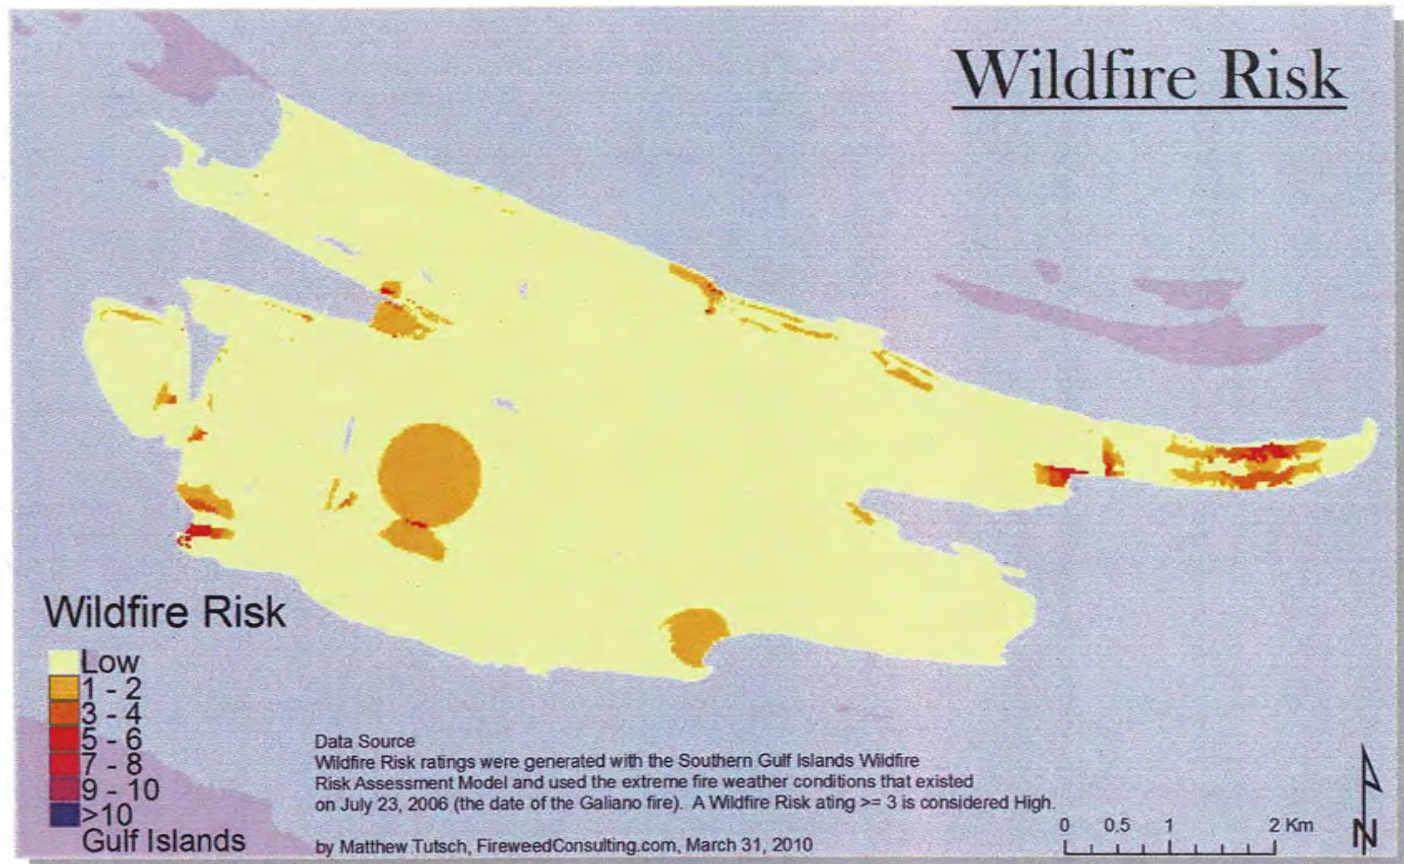 Wildfire Risk
Wildfire Risk
Low
1 - 2
3 - 4
5 - 6
7 - 8
9 - 10
>10
Gulf Islands
Data Source
Wildfire Risk ratings were generated with the Southern Gulf Islands Wildfire
Risk Assessment Model and used the extreme fire weather conditions that existed
on July 23, 2006 (the date of the Galiano fire). A Wildfire Risk ating >= 3 is considered High.
by Matthew Tutsch, FireweedConsulting.com, March 31, 2010
0 0.5 1 2 Km
N